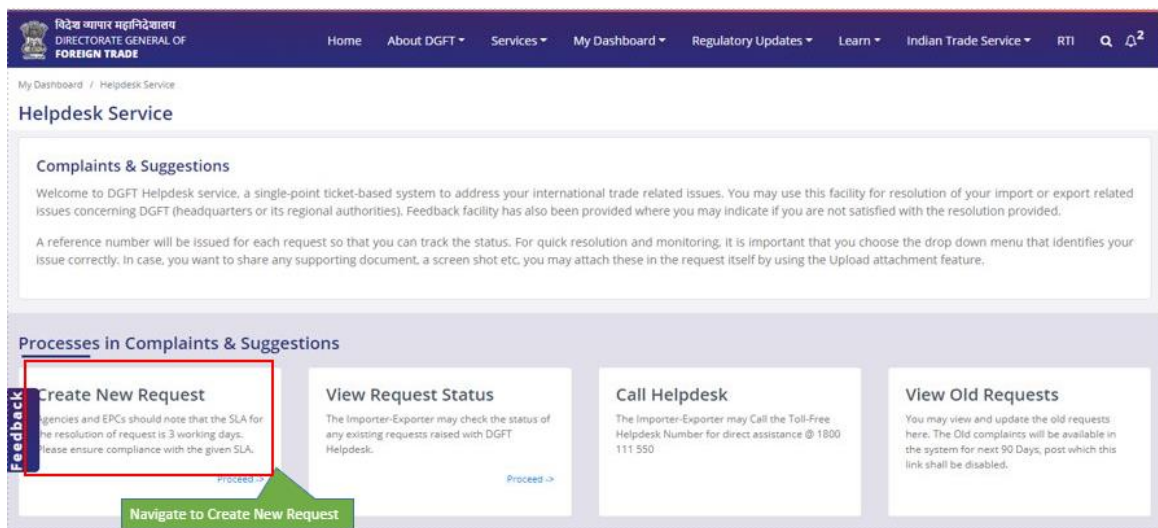 विदेश व्यापार महानिदेशालय
DIRECTORATE GENERAL OF
FOREIGN TRADE
Home About DGFT Services My Dashboard Regulatory Updates Learn Indian Trade Service RTI 2
My Dashboard / Helpdesk Service
Helpdesk Service
Complaints & Suggestions
Welcome to DGFT Helpdesk service, a single-point ticket-based system to address your international trade related issues. You may use this facility for resolution of your import or export related
issues concerning DGFT (headquarters or its regional authorities). Feedback facility has also been provided where you may indicate if you are not satisfied with the resolution provided.
A reference number will be issued for each request so that you can track the status. For quick resolution and monitoring, it is important that you choose the drop down menu that identifies your
issue correctly. In case, you want to share any supporting document, a screen shot etc, you may attach these in the request itself by using the Upload attachment feature.
Processes in Complaints & Suggestions
Feedback
Create New Request
Agencies and EPCs should note that the SLA for
the resolution of request is 3 working days.
Please ensure compliance with the given SLA.
Proceed ->
Navigate to Create New Request
View Request Status
The Importer-Exporter may check the status of
any existing requests raised with DGFT
Helpdesk.
Proceed ->
Call Helpdesk
The Importer-Exporter may Call the Toll-Free
Helpdesk Number for direct assistance @ 1800
111 550
View Old Requests
You may view and update the old requests
here. The Old complaints will be available in
the system for next 90 Days, post which this
link shall be disabled.